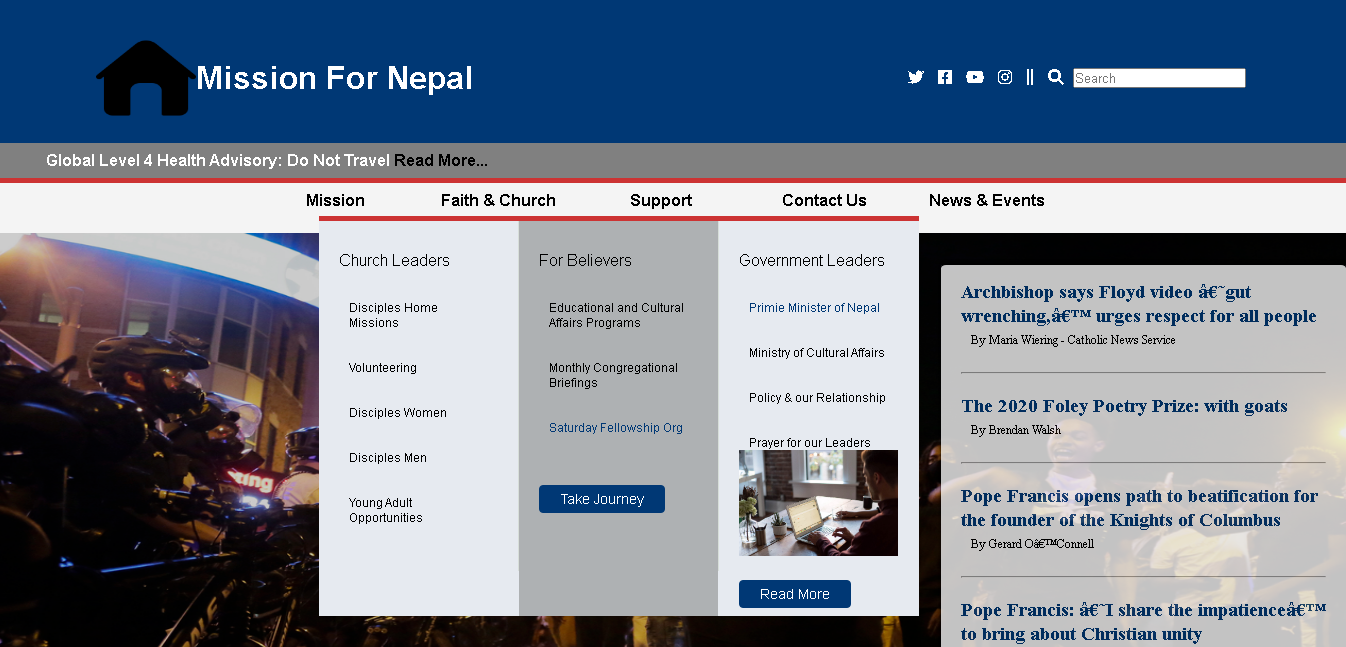 Mission For Nepal
Search
Global Level 4 Health Advisory: Do Not Travel Read More...
Mission
Faith & Church
Support
Contact Us
News & Events
Church Leaders
Disciples Home
Missions
Volunteering
Disciples Women
Disciples Men
Young Adult
Opportunities
For Believers
Educational and Cultural
Affairs Programs
Monthly Congregational
Briefings
Saturday Fellowship Org
Take Journey
Government Leaders
Primie Minister of Nepal
Ministry of Cultural Affairs
Policy & our Relationship
Prayer for our Leaders
Read More
Archbishop says Floyd video â€˜gut
wrenching,â€™ urges respect for all people
By Maria Wiering - Catholic News Service
The 2020 Foley Poetry Prize: with goats
By Brendan Walsh
Pope Francis opens path to beatification for
the founder of the Knights of Columbus
By Gerard Oâ€™Connell
Pope Francis: â€˜I share the impatienceâ€™
to bring about Christian unity